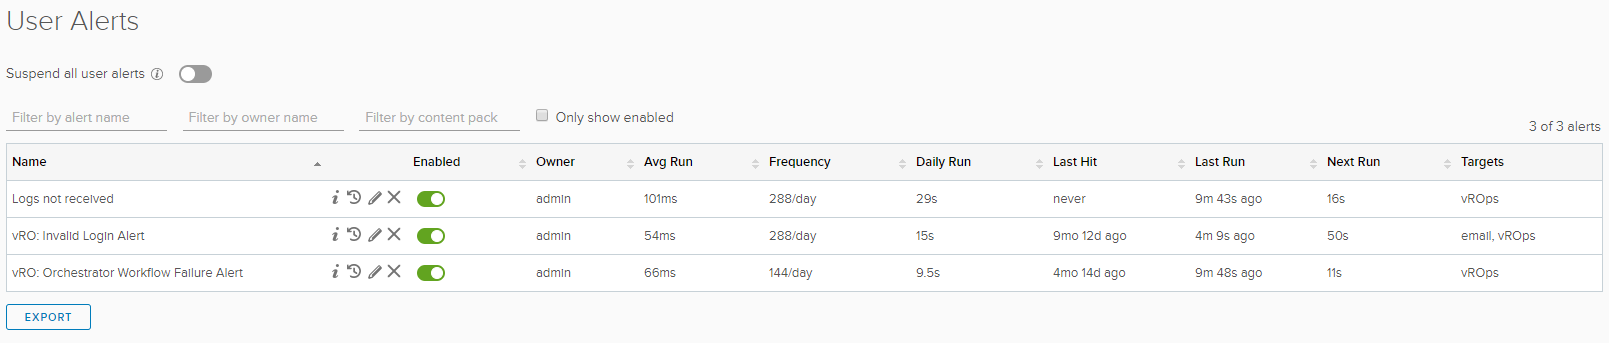 User Alerts
Suspend all user alerts
Filter by alert name Filter by owner name Filter by content pack Only show enabled
3 of 3 alerts
Name Enabled Owner Avg Run Frequency Daily Run Last Hit Last Run Next Run Targets
Logs not received admin 101ms 288/day 29s never 9m 43s ago 16s vROps
vRO: Invalid Login Alert admin 54ms 288/day 15s 9mo 12d ago 4m 9s ago 50s email, vROps
vRO: Orchestrator Workflow Failure Alert admin 66ms 144/day 9.5s 4mo 14d ago 9m 48s ago 11s vROps
EXPORT